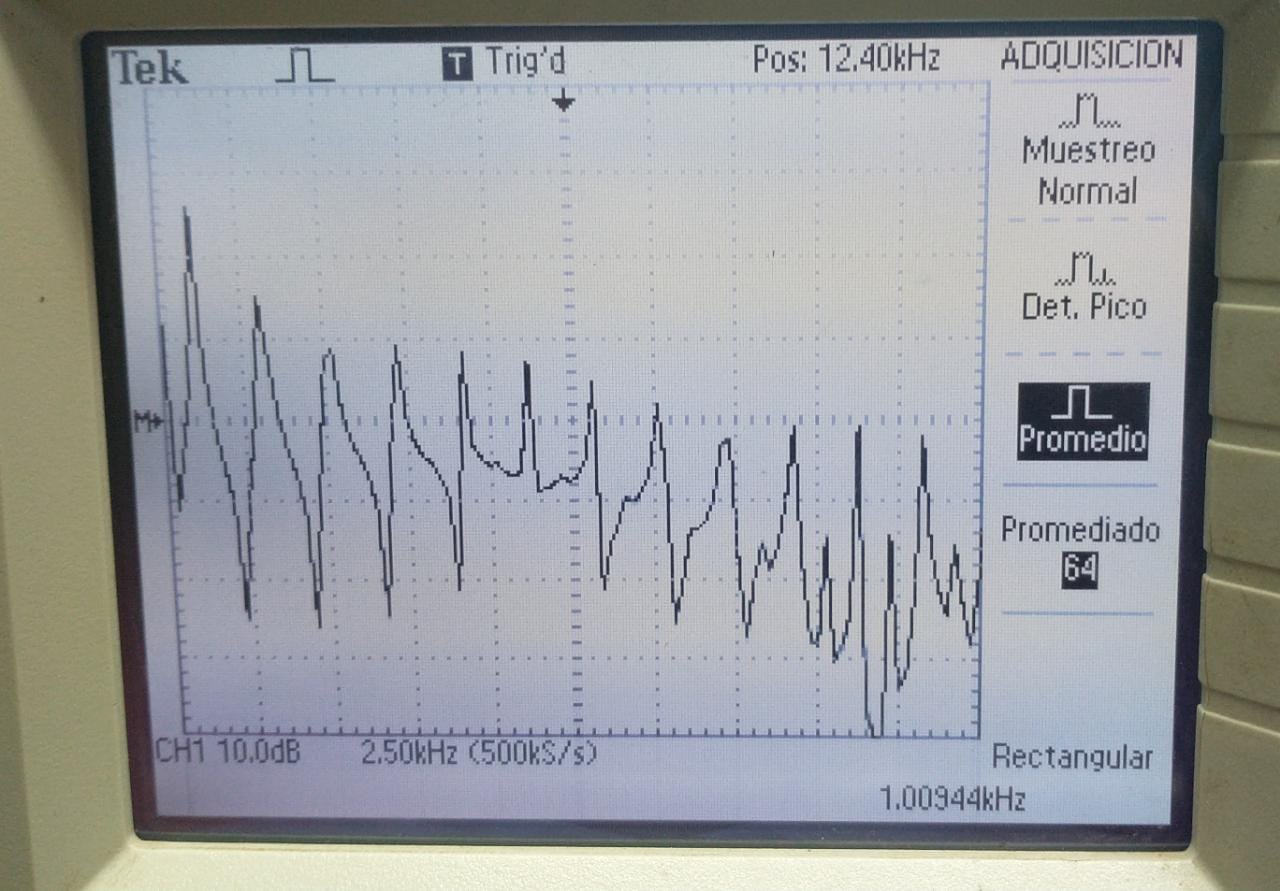 Tek T Trig'd Pos: 12.40kHz ADQUISICION
Muestreo
Normal
Det. Pico
M
Promedio
Promediado
64
CH1 10.0dB 2.50kHz (500kS/s) Rectangular
1.00944kHz